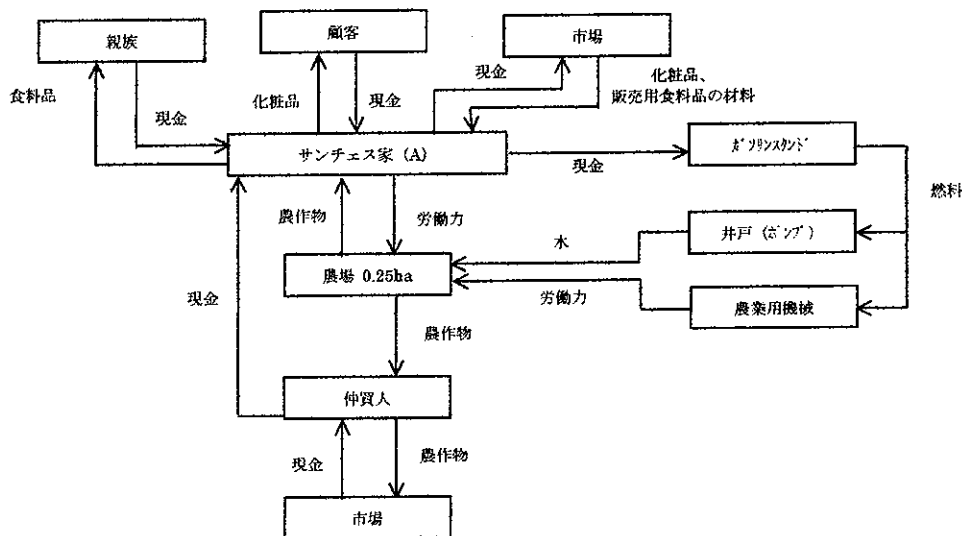 親族
顧客
市場
食料品
現金
化粧品
現金
現金
化粧品、
販売用食料品の材料
サンチェス家 (A)
現金
ガソリンスタンド
燃料
農作物
労働力
水
井戸 (ポンプ)
農場 0.25ha
労働力
農業用機械
現金
農作物
仲買人
現金
農作物
市場